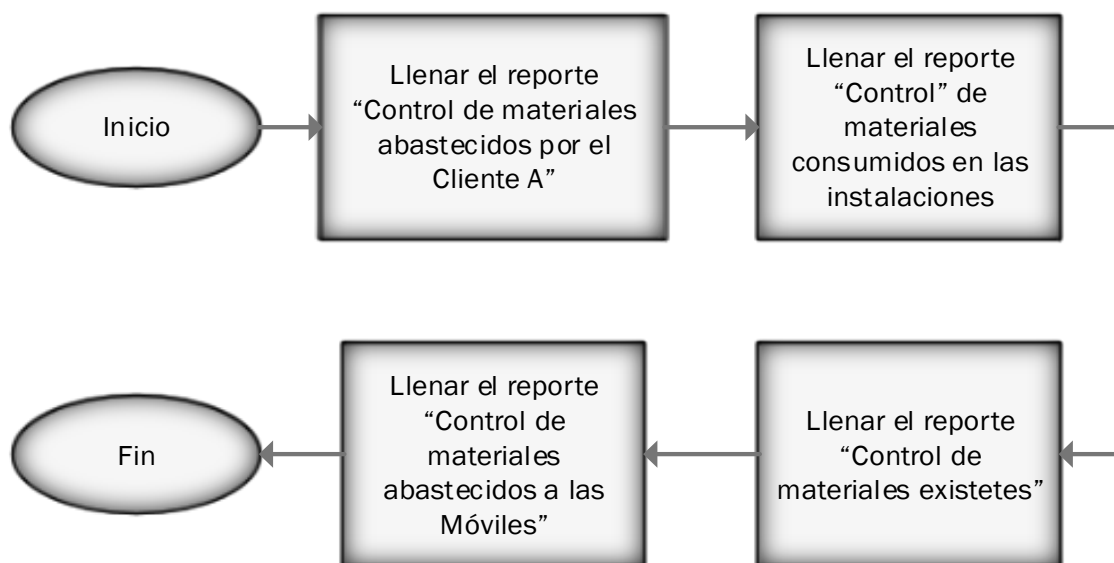 Inicio
Llenar el reporte
“Control de materiales
abastecidos por el
Cliente A”
Llenar el reporte
“Control” de
materiales
consumidos en las
instalaciones
Llenar el reporte
“Control de
materiales existetes”
Llenar el reporte
“Control de
materiales
abastecidos a las
Móviles”
Fin